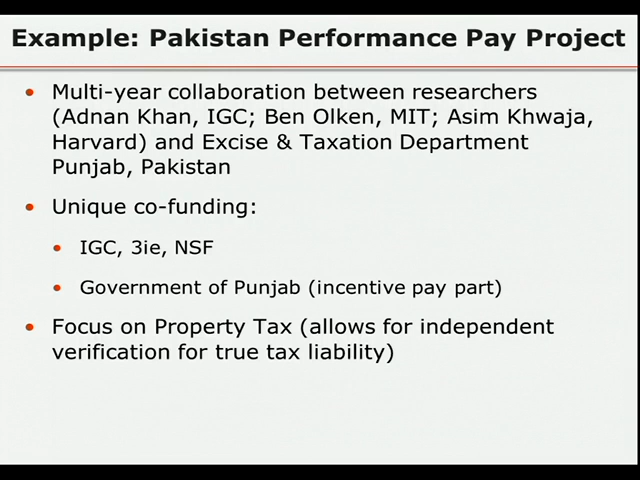 Example: Pakistan Performance Pay Project
• Multi-year collaboration between researchers
(Adnan Khan, IGC; Ben Olken, MIT; Asim Khwaja,
Harvard) and Excise & Taxation Department
Punjab, Pakistan
• Unique co-funding:
• IGC, 3ie, NSF
• Government of Punjab (incentive pay part)
• Focus on Property Tax (allows for independent
verification for true tax liability)